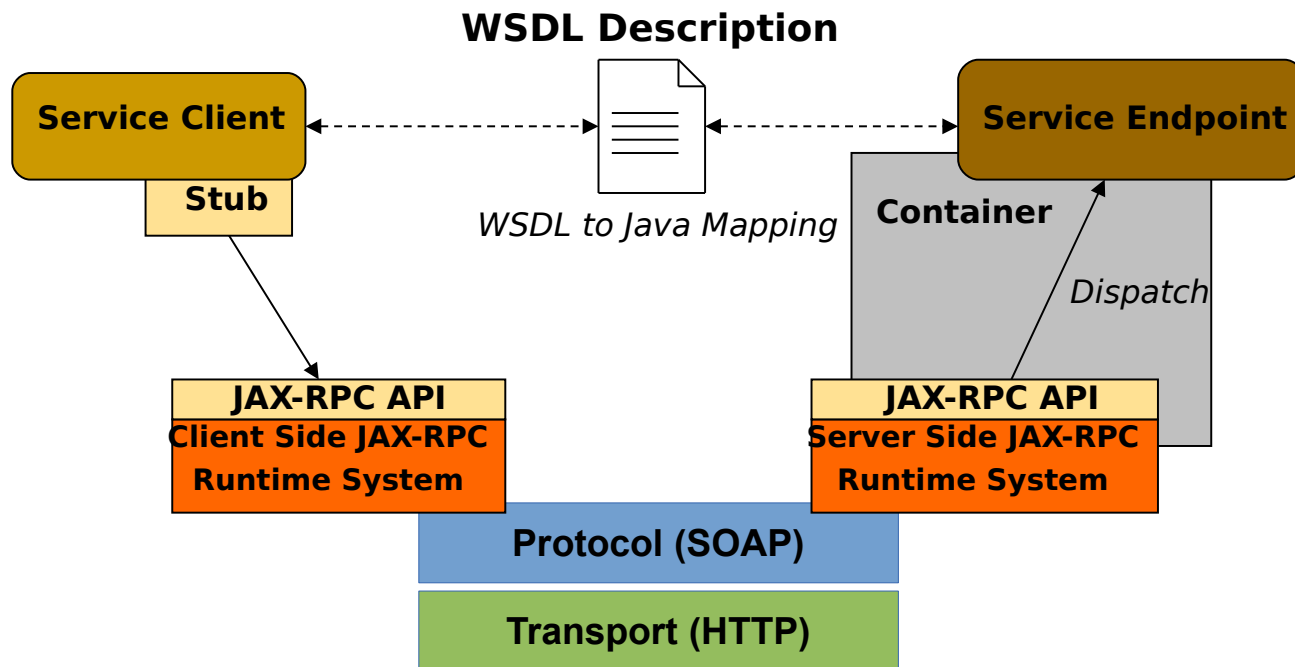 WSDL Description
Service Client
Service Endpoint
Stub
WSDL to Java Mapping
Container
Dispatch
JAX-RPC API
Client Side JAX-RPC
Runtime System
JAX-RPC API
Server Side JAX-RPC
Runtime System
Protocol (SOAP)
Transport (HTTP)